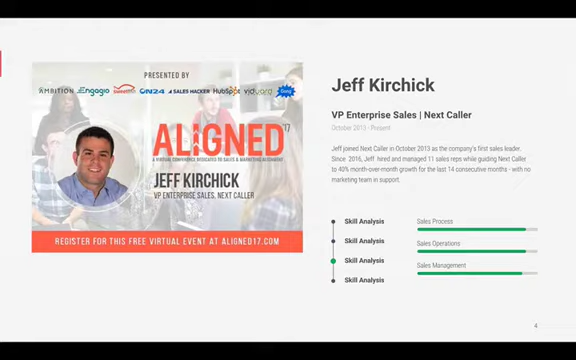 PRESENTED BY
AMBITION Engagio ON24 SALES HACKER HubSpot vidyard Gong
ALIGNED '17
A VIRTUAL CONFERENCE DEDICATED TO SALES & MARKETING ALIGNMENT
JEFF KIRCHICK
VP ENTERPRISE SALES, NEXT CALLER
REGISTER FOR THIS FREE VIRTUAL EVENT AT ALIGNED17.COM
Jeff Kirchick
VP Enterprise Sales | Next Caller
October 2013 - Present
Jeff joined Next Caller in October 2013 as the company's first sales leader.
Since 2016, Jeff hired and managed 11 sales reps while guiding Next Caller
to 40% month-over-month growth for the last 14 consecutive months - with no
marketing team in support.
Skill Analysis
Skill Analysis
Skill Analysis
Skill Analysis
Sales Process
Sales Operations
Sales Management
4